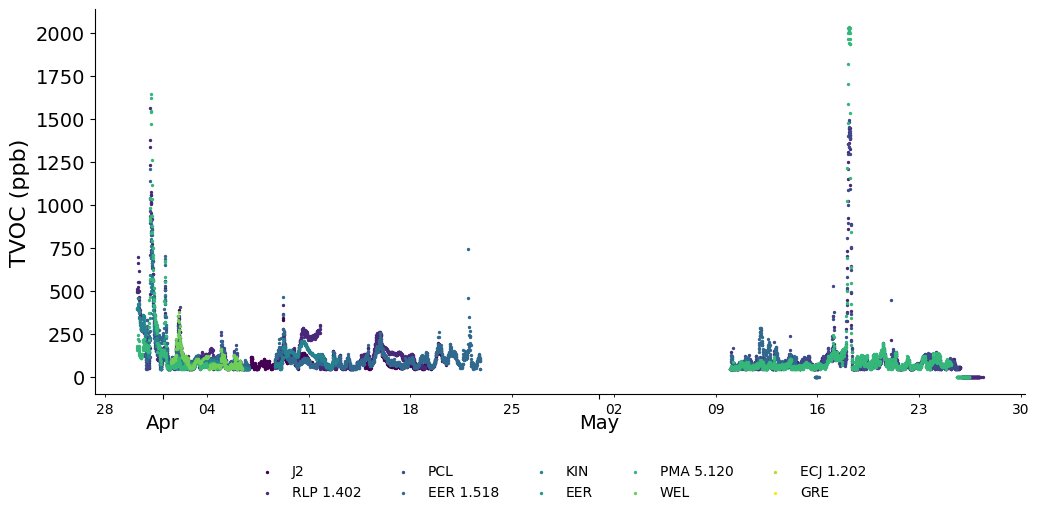 TVOC (ppb)
2000
1750
1500
1250
1000
750
500
250
0
28 04 11 18 25 02 09 16 23 30
Apr May
J2 PCL KIN PMA 5.120 ECJ 1.202
RLP 1.402 EER 1.518 EER WEL GRE